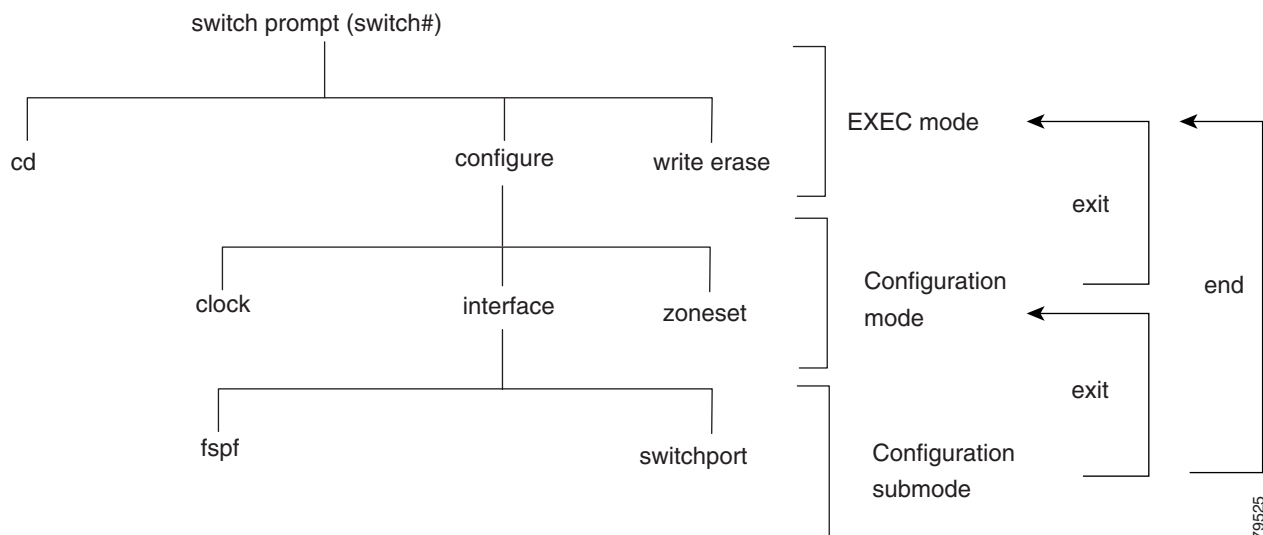 switch prompt (switch#)
EXEC mode
cd
configure
write erase
exit
Configuration
mode
end
clock
interface
zoneset
exit
fspf
switchport
Configuration
submode
79525